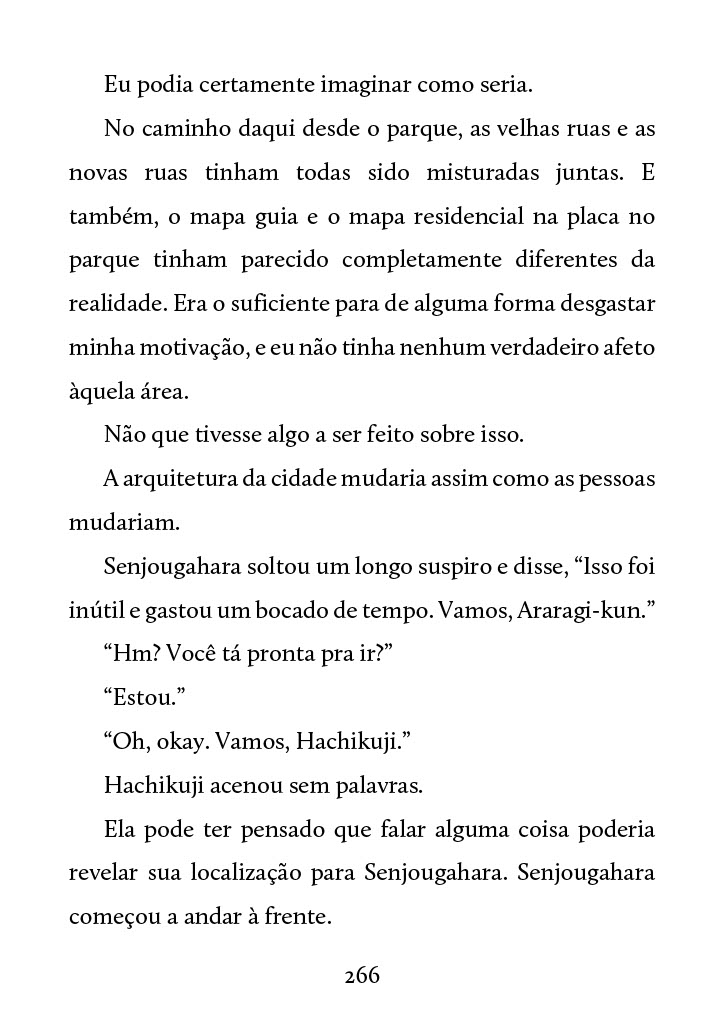 Eu podia certamente imaginar como seria.
No caminho daqui desde o parque, as velhas ruas e as
novas ruas tinham todas sido misturadas juntas. E
também, o mapa guia e o mapa residencial na placa no
parque tinham parecido completamente diferentes da
realidade. Era o suficiente para de alguma forma desgastar
minha motivação, e eu não tinha nenhum verdadeiro afeto
àquela área.
Não que tivesse algo a ser feito sobre isso.
A arquitetura da cidade mudaria assim como as pessoas
mudariam.
Senjougahara soltou um longo suspiro e disse, “Isso foi
inútil e gastou um bocado de tempo. Vamos, Araragi-kun.”
“Hm? Você tá pronta pra ir?”
“Estou.”
“Oh, okay. Vamos, Hachikuji.”
Hachikuji acenou sem palavras.
Ela pode ter pensado que falar alguma coisa poderia
revelar sua localização para Senjougahara. Senjougahara
começou a andar à frente.
266